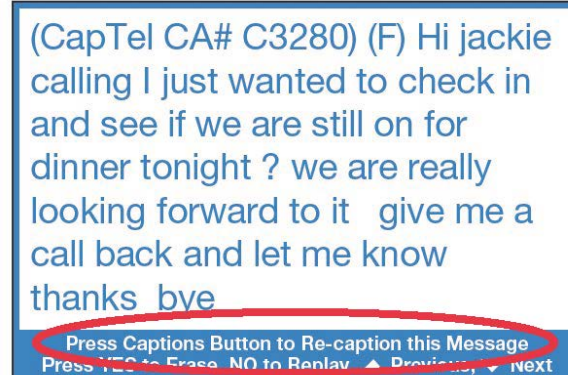 (CapTel CA# C3280) (F) Hi jackie
calling I just wanted to check in
and see if we are still on for
dinner tonight ? we are really
looking forward to it   give me a
call back and let me know
thanks  bye
Press Captions Button to Re-caption this Message
Press YES to Erase, NO to Replay, ▲ Previous, ▼ Next